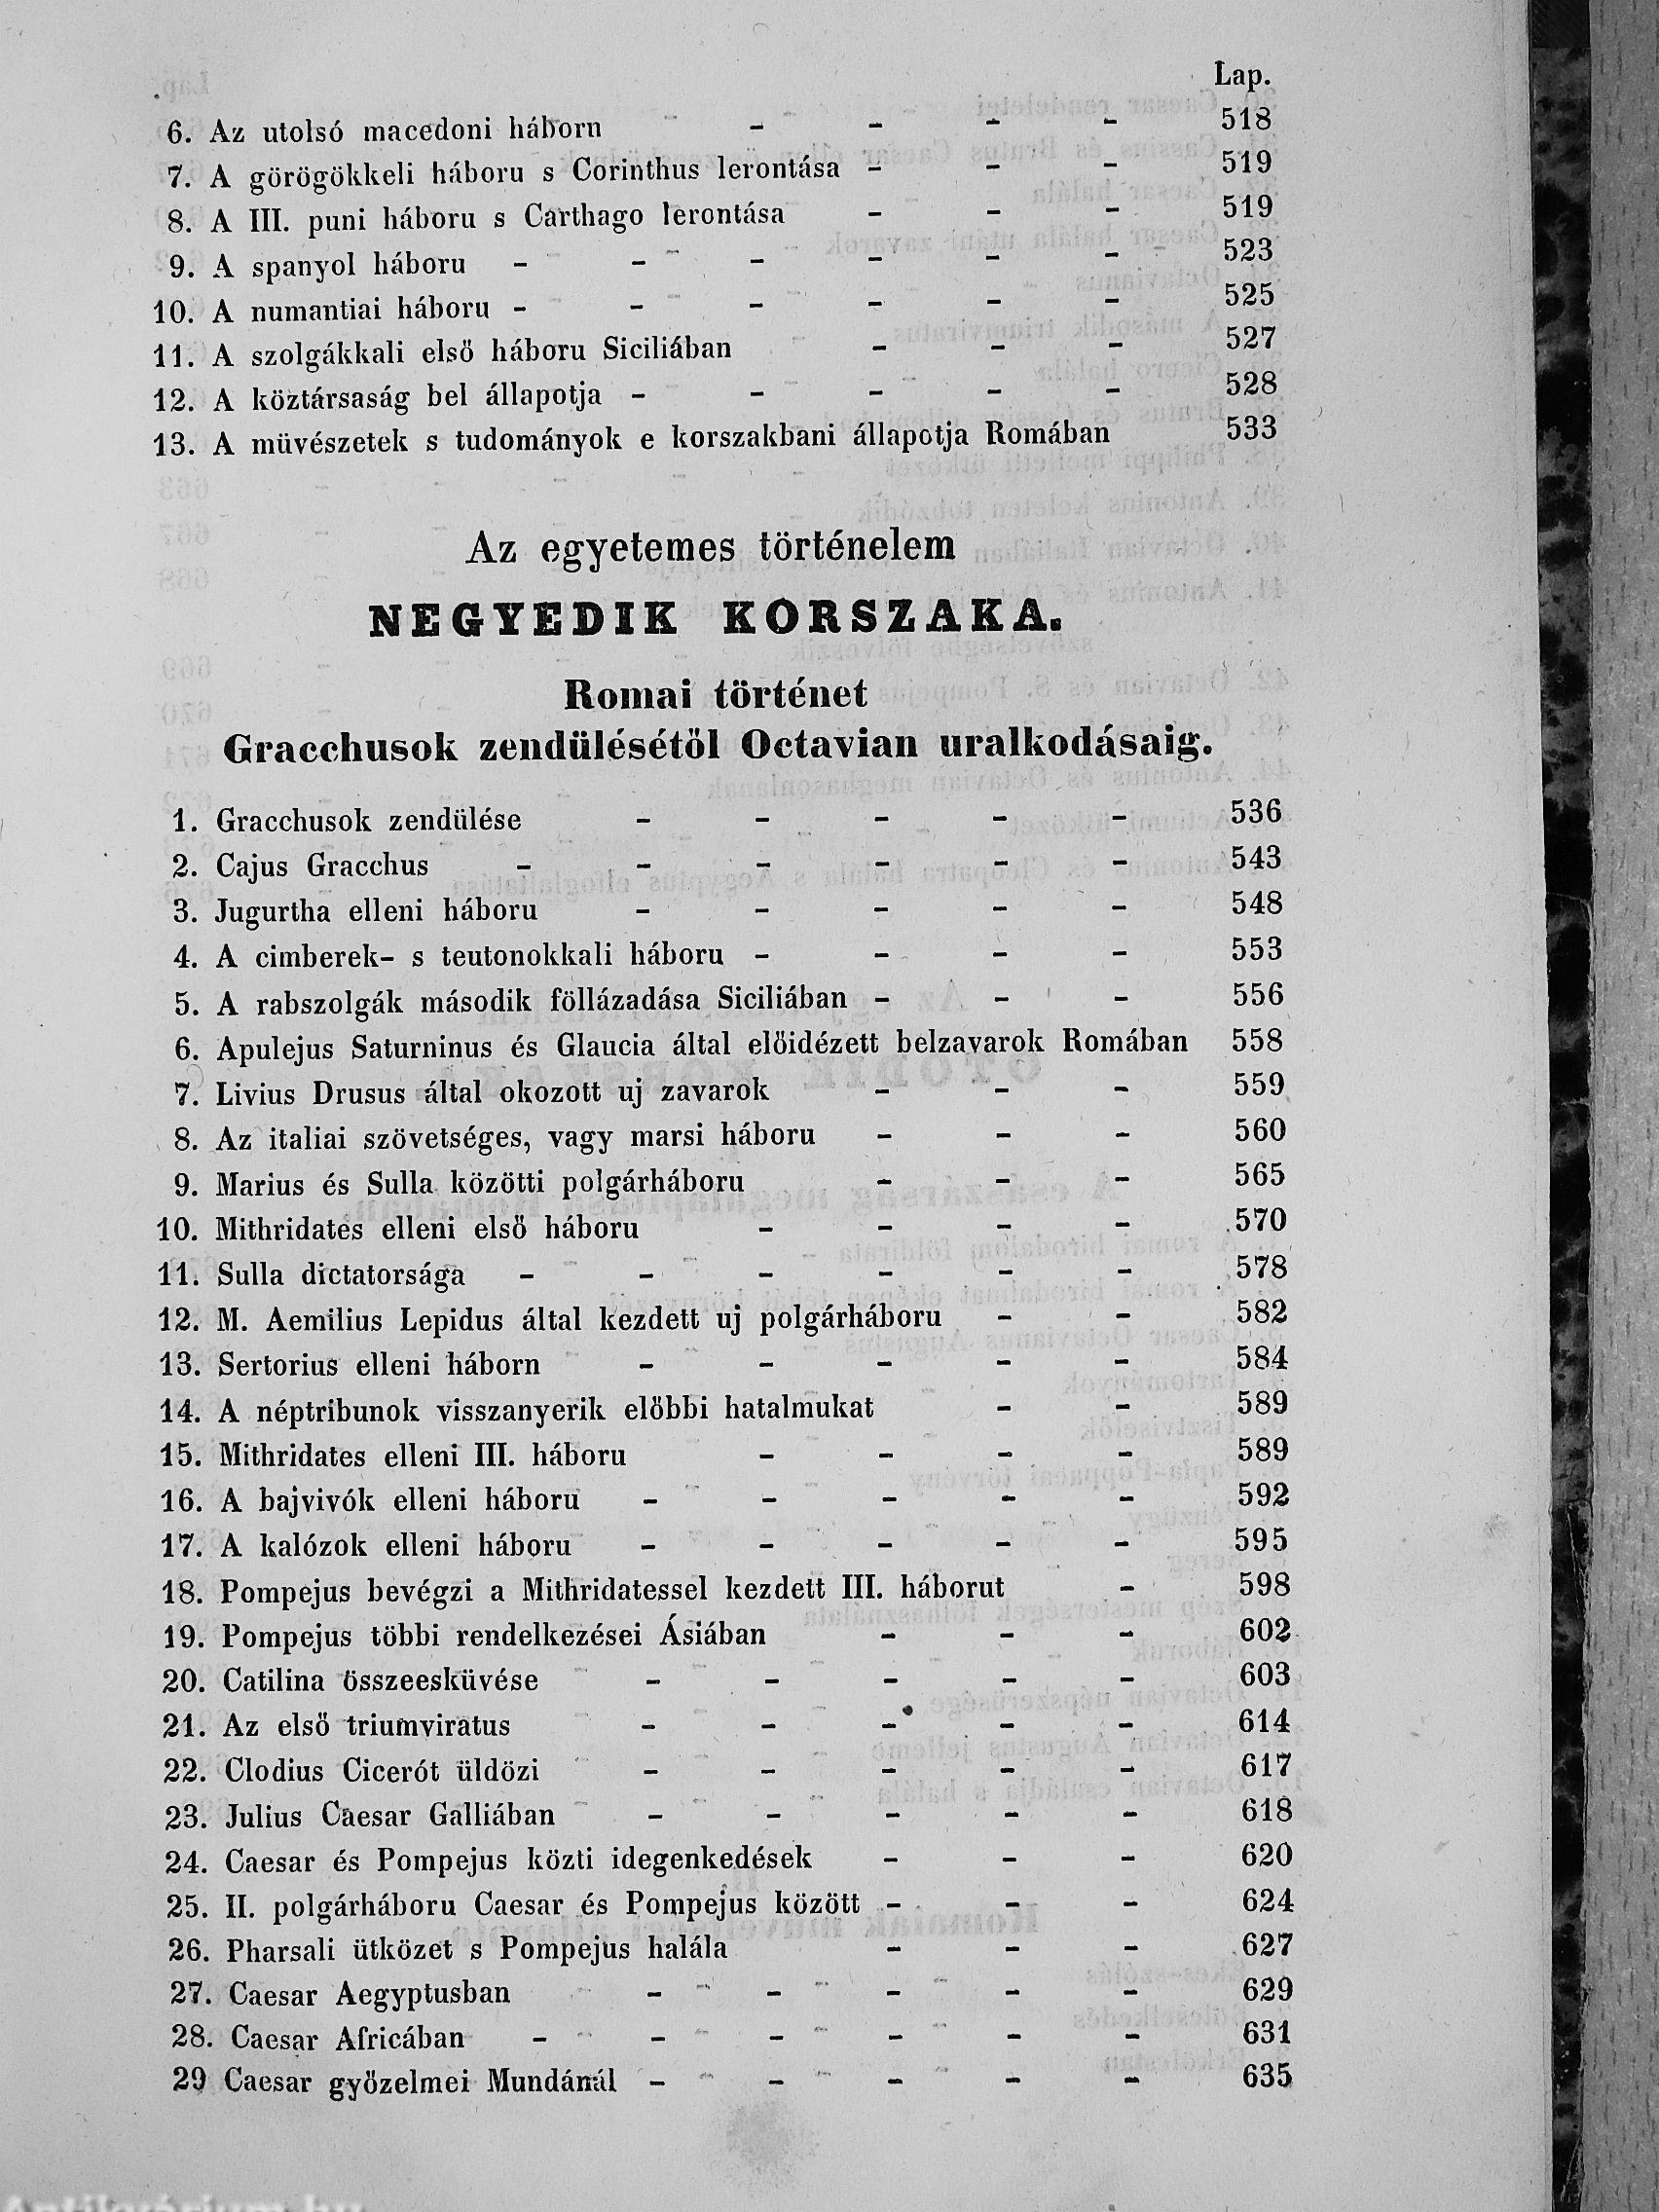 Lap.
6. Az utolsó macedoni háborn - - - - 518
7. A görögökkeli háboru s Corinthus lerontása - - - 519
8. A III. puni háboru s Carthago lerontása - - - 519
9. A spanyol háboru - - - - - - 523
10. A numantiai háboru - - - - - - 525
11. A szolgákkali első háboru Siciliában - - - 527
12. A köztársaság bel állapotja - - - - - 528
13. A müvészetek s tudományok e korszakbani állapotja Romában 533
Az egyetemes történelem
NEGYEDIK KORSZAKA.
Romai történet
Gracchusok zendülésétől Octavian uralkodásaig.
1. Gracchusok zendülése - - - - - 536
2. Cajus Gracchus - - - - - - 543
3. Jugurtha elleni háboru - - - - - 548
4. A cimberek- s teutonokkali háboru - - - - 553
5. A rabszolgák második föllázadása Siciliában - - - 556
6. Apulejus Saturninus és Glaucia által előidézett belzavarok Romában 558
7. Livius Drusus által okozott uj zavarok - - - 559
8. Az italiai szövetséges, vagy marsi háboru - - - 560
9. Marius és Sulla közötti polgárháboru - - - 565
10. Mithridates elleni első háboru - - - - 570
11. Sulla dictatorsága - - - - - - 578
12. M. Aemilius Lepidus által kezdett uj polgárháboru - - 582
13. Sertorius elleni háborn - - - - - 584
14. A néptribunok visszanyerik előbbi hatalmukat - - 589
15. Mithridates elleni III. háboru - - - - 589
16. A bajvivók elleni háboru - - - - - 592
17. A kalózok elleni háboru - - - - - 595
18. Pompejus bevégzi a Mithridatessel kezdett III. háborut - 598
19. Pompejus többi rendelkezései Ásiában - - - 602
20. Catilina összeesküvése - - - - - 603
21. Az első triumviratus - - - - - 614
22. Clodius Cicerót üldözi - - - - - 617
23. Julius Caesar Galliában - - - - - 618
24. Caesar és Pompejus közti idegenkedések - - - 620
25. II. polgárháboru Caesar és Pompejus között - - - 624
26. Pharsali ütközet s Pompejus halála - - - 627
27. Caesar Aegyptusban - - - - - 629
28. Caesar Africában - - - - - - 631
29 Caesar győzelmei Mundánál - - - - - 635